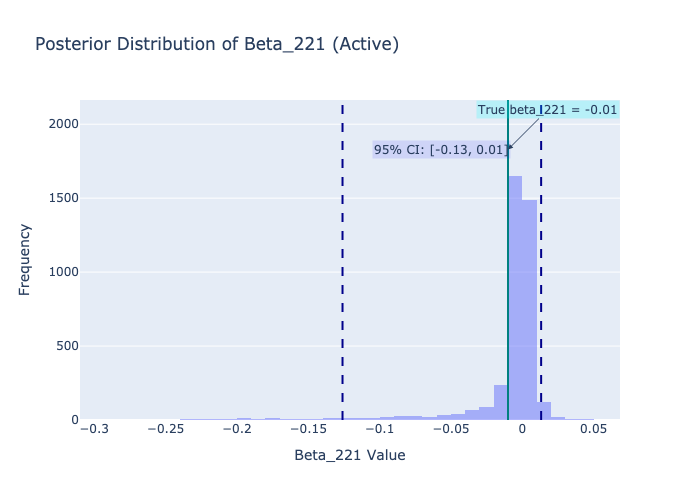 Posterior Distribution of Beta_221 (Active)
True beta_221 = -0.01
95% CI: [-0.13, 0.01]
Frequency
2000
1500
1000
500
0
−0.3
−0.25
−0.2
−0.15
−0.1
−0.05
0
0.05
Beta_221 Value